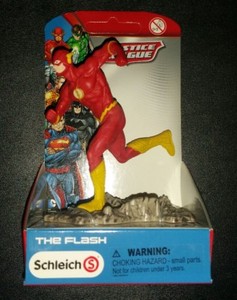 JUSTICE
LEAGUE
THE FLASH
Schleich S
WARNING:
CHOKING HAZARD - small parts.
Not for children under 3 years.